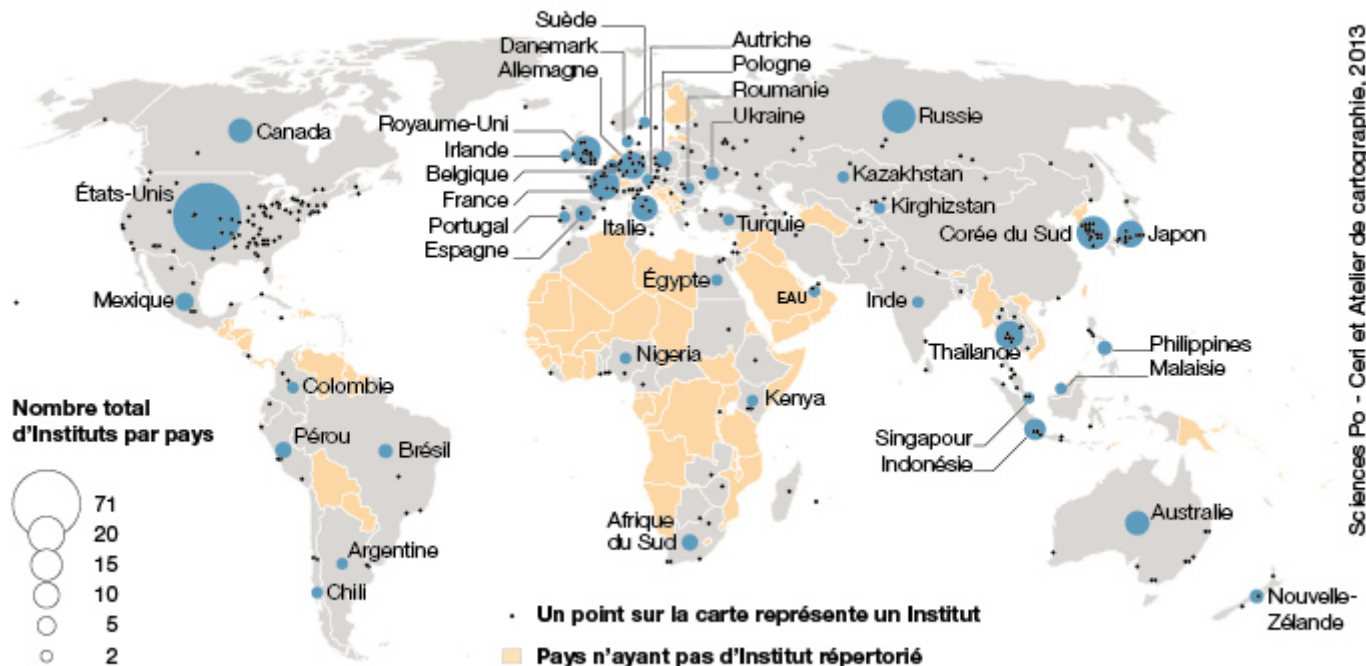 Suède
Danemark
Autriche
Allemagne
Pologne
Roumanie
Ukraine
Royaume-Uni
Russie
Canada
Irlande
Belgique
Kazakhstan
États-Unis
France
Kirghizstan
Portugal
Italie
Turquie
Corée du Sud
Japon
Espagne
Égypte
EAU
Inde
Mexique
Nigeria
Thaïlande
Philippines
Malaisie
Colombie
Kenya
Nombre total
d'Instituts par pays
Pérou
Brésil
Singapour
Indonésie
71
20
15
10
5
2
Afrique
du Sud
Australie
Argentine
Chili
Nouvelle-
Zélande
Un point sur la carte représente un Institut
Pays n'ayant pas d'Institut répertorié
Sciences Po - Ceri et Atelier de cartographie, 2013